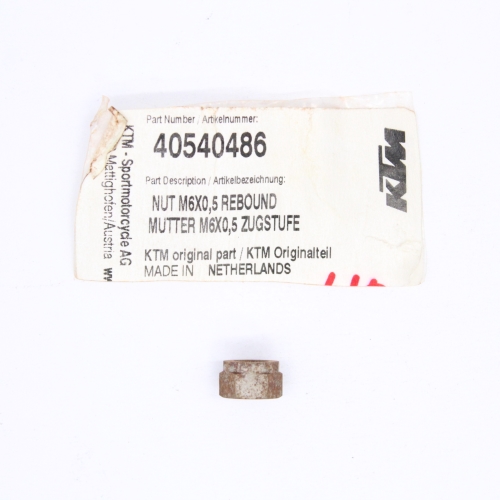 Part Number / Artikelnummer:
40540486
Part Description / Artikelbezeichnung:
NUT M6X0,5 REBOUND
MUTTER M6X0,5 ZUGSTUFE
KTM original part / KTM Originalteil
MADE IN NETHERLANDS
KTM - Sportmotorcycle AG
Mattighofen/Austria
KTM